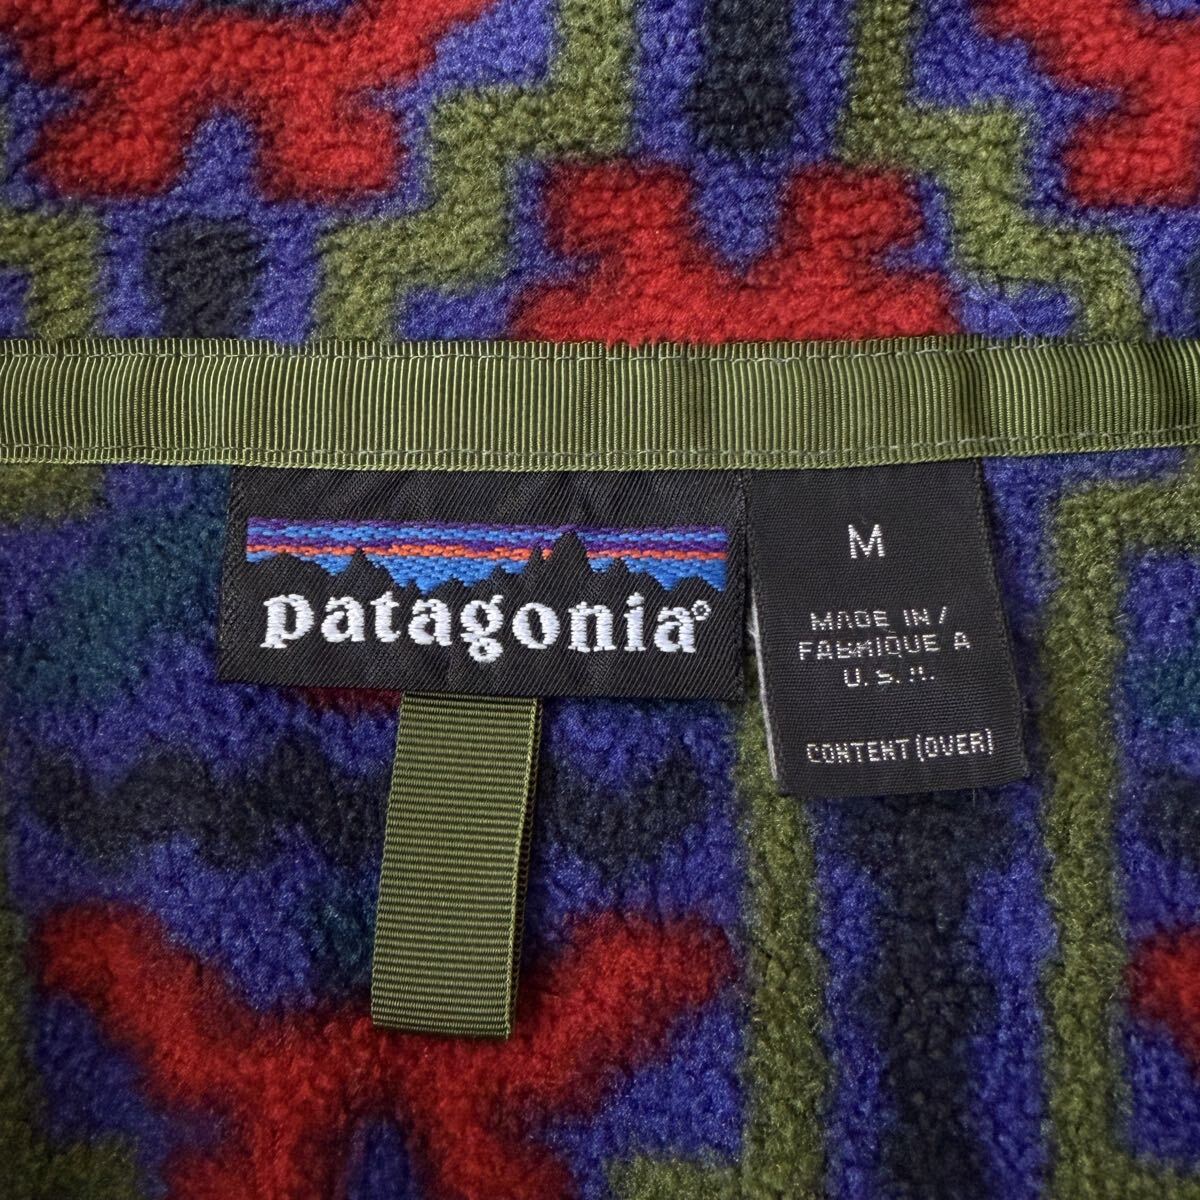 patagonia®
M
MADE IN/
FABRIQUE A
U.S.A.
CONTENT (OVER)